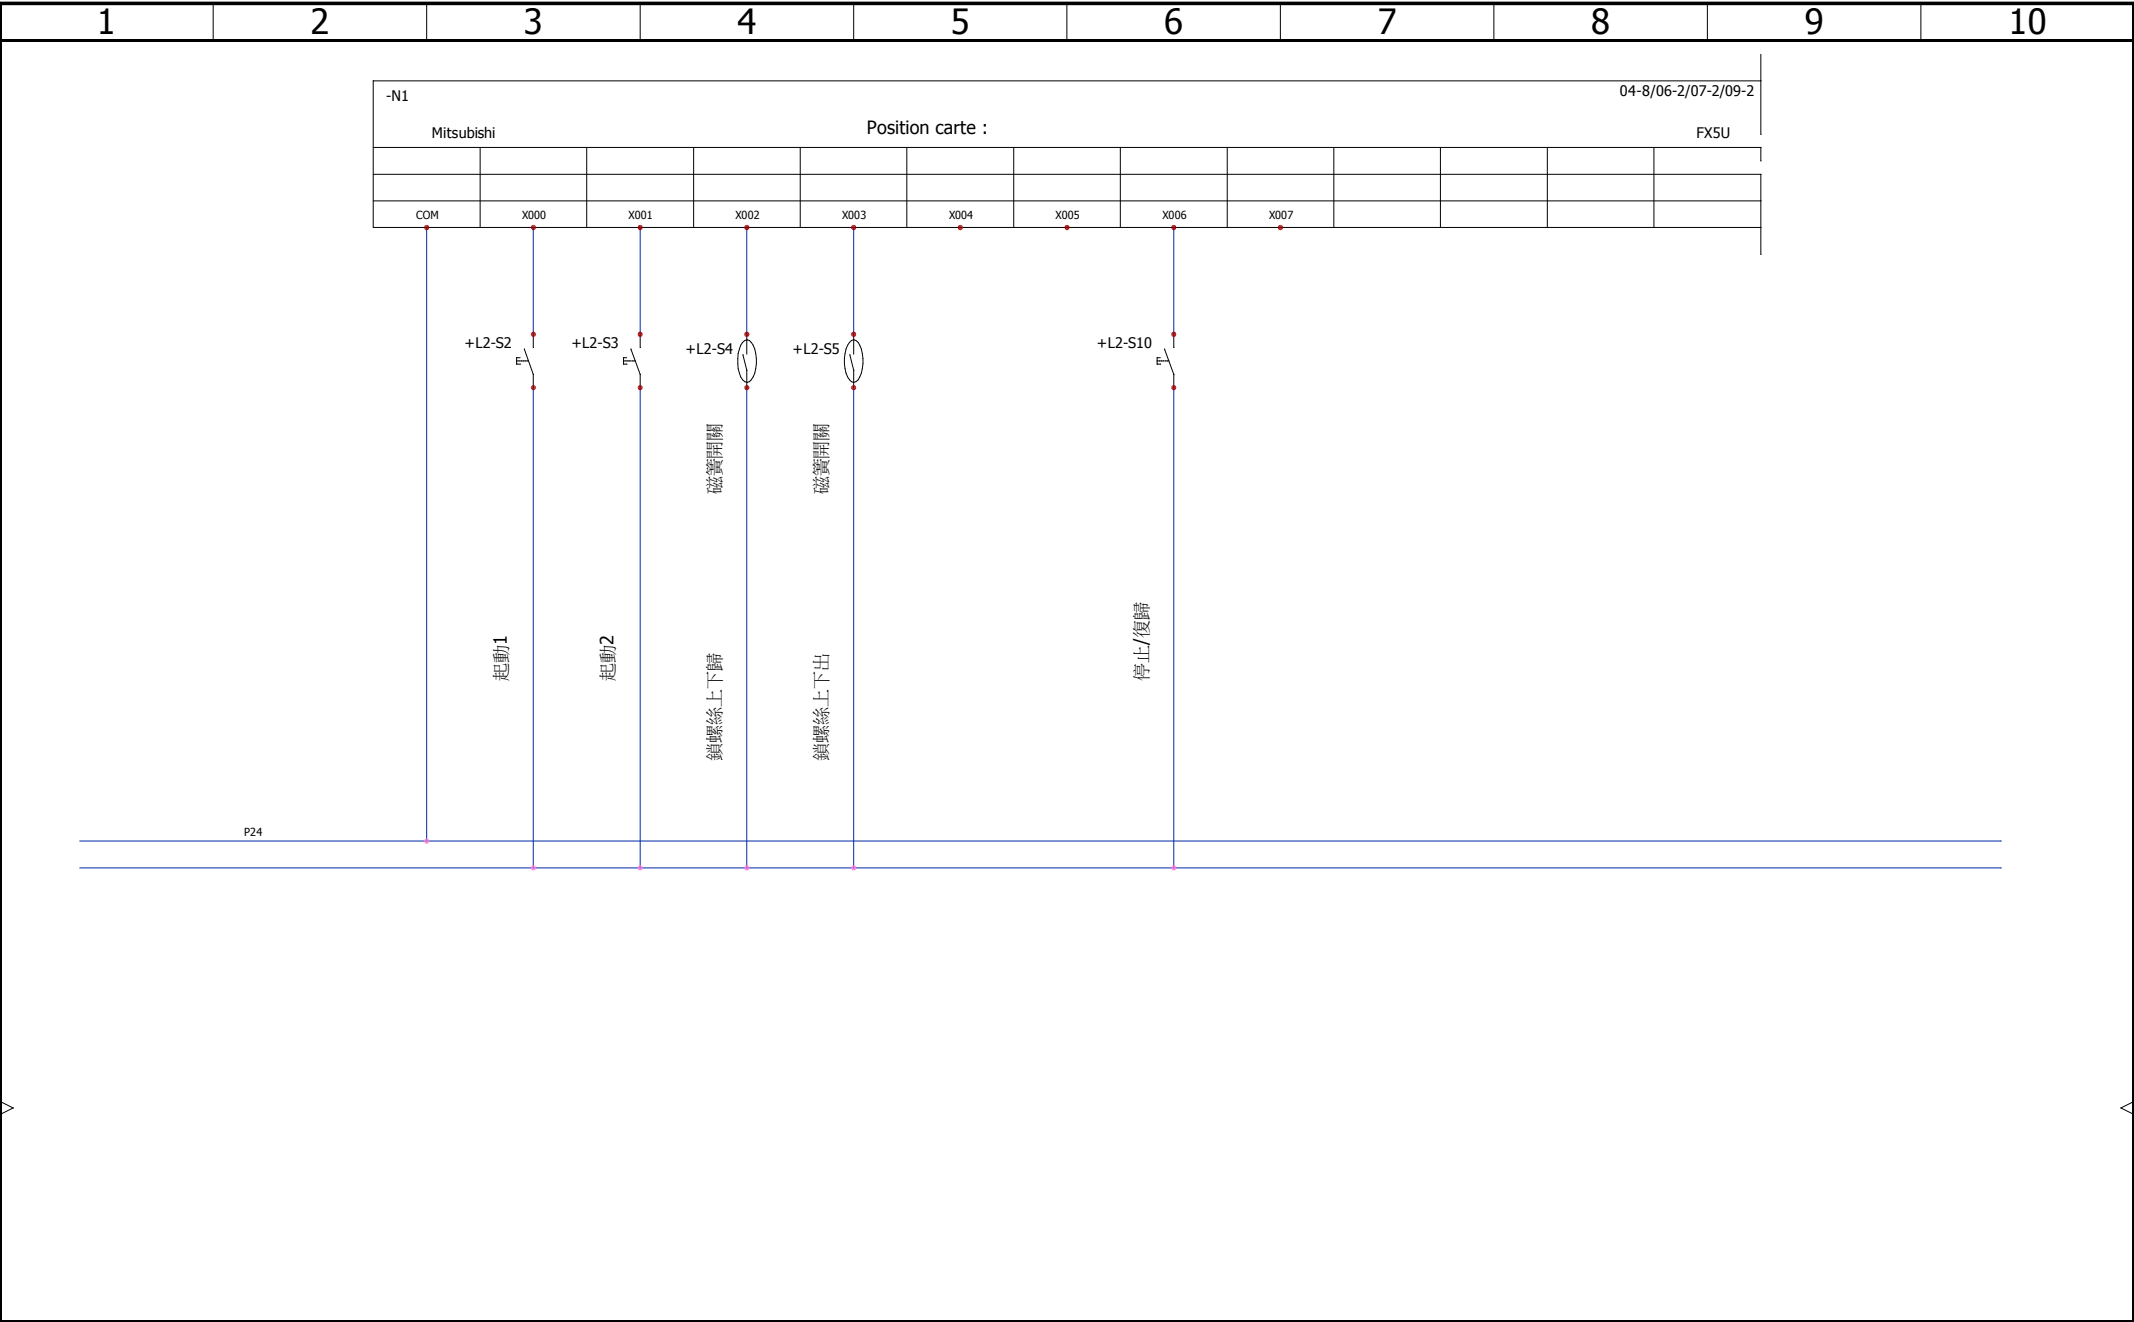 1 2 3 4 5 6 7 8 9 10
-N1 04-8/06-2/07-2/09-2
Mitsubishi Position carte : FX5U
COM X000 X001 X002 X003 X004 X005 X006 X007
+L2-S2 +L2-S3 +L2-S4 +L2-S5 +L2-S10
磁簧開關
磁簧開關
起動1
起動2
鎖螺絲上下歸
鎖螺絲上下出
停止/復歸
P24